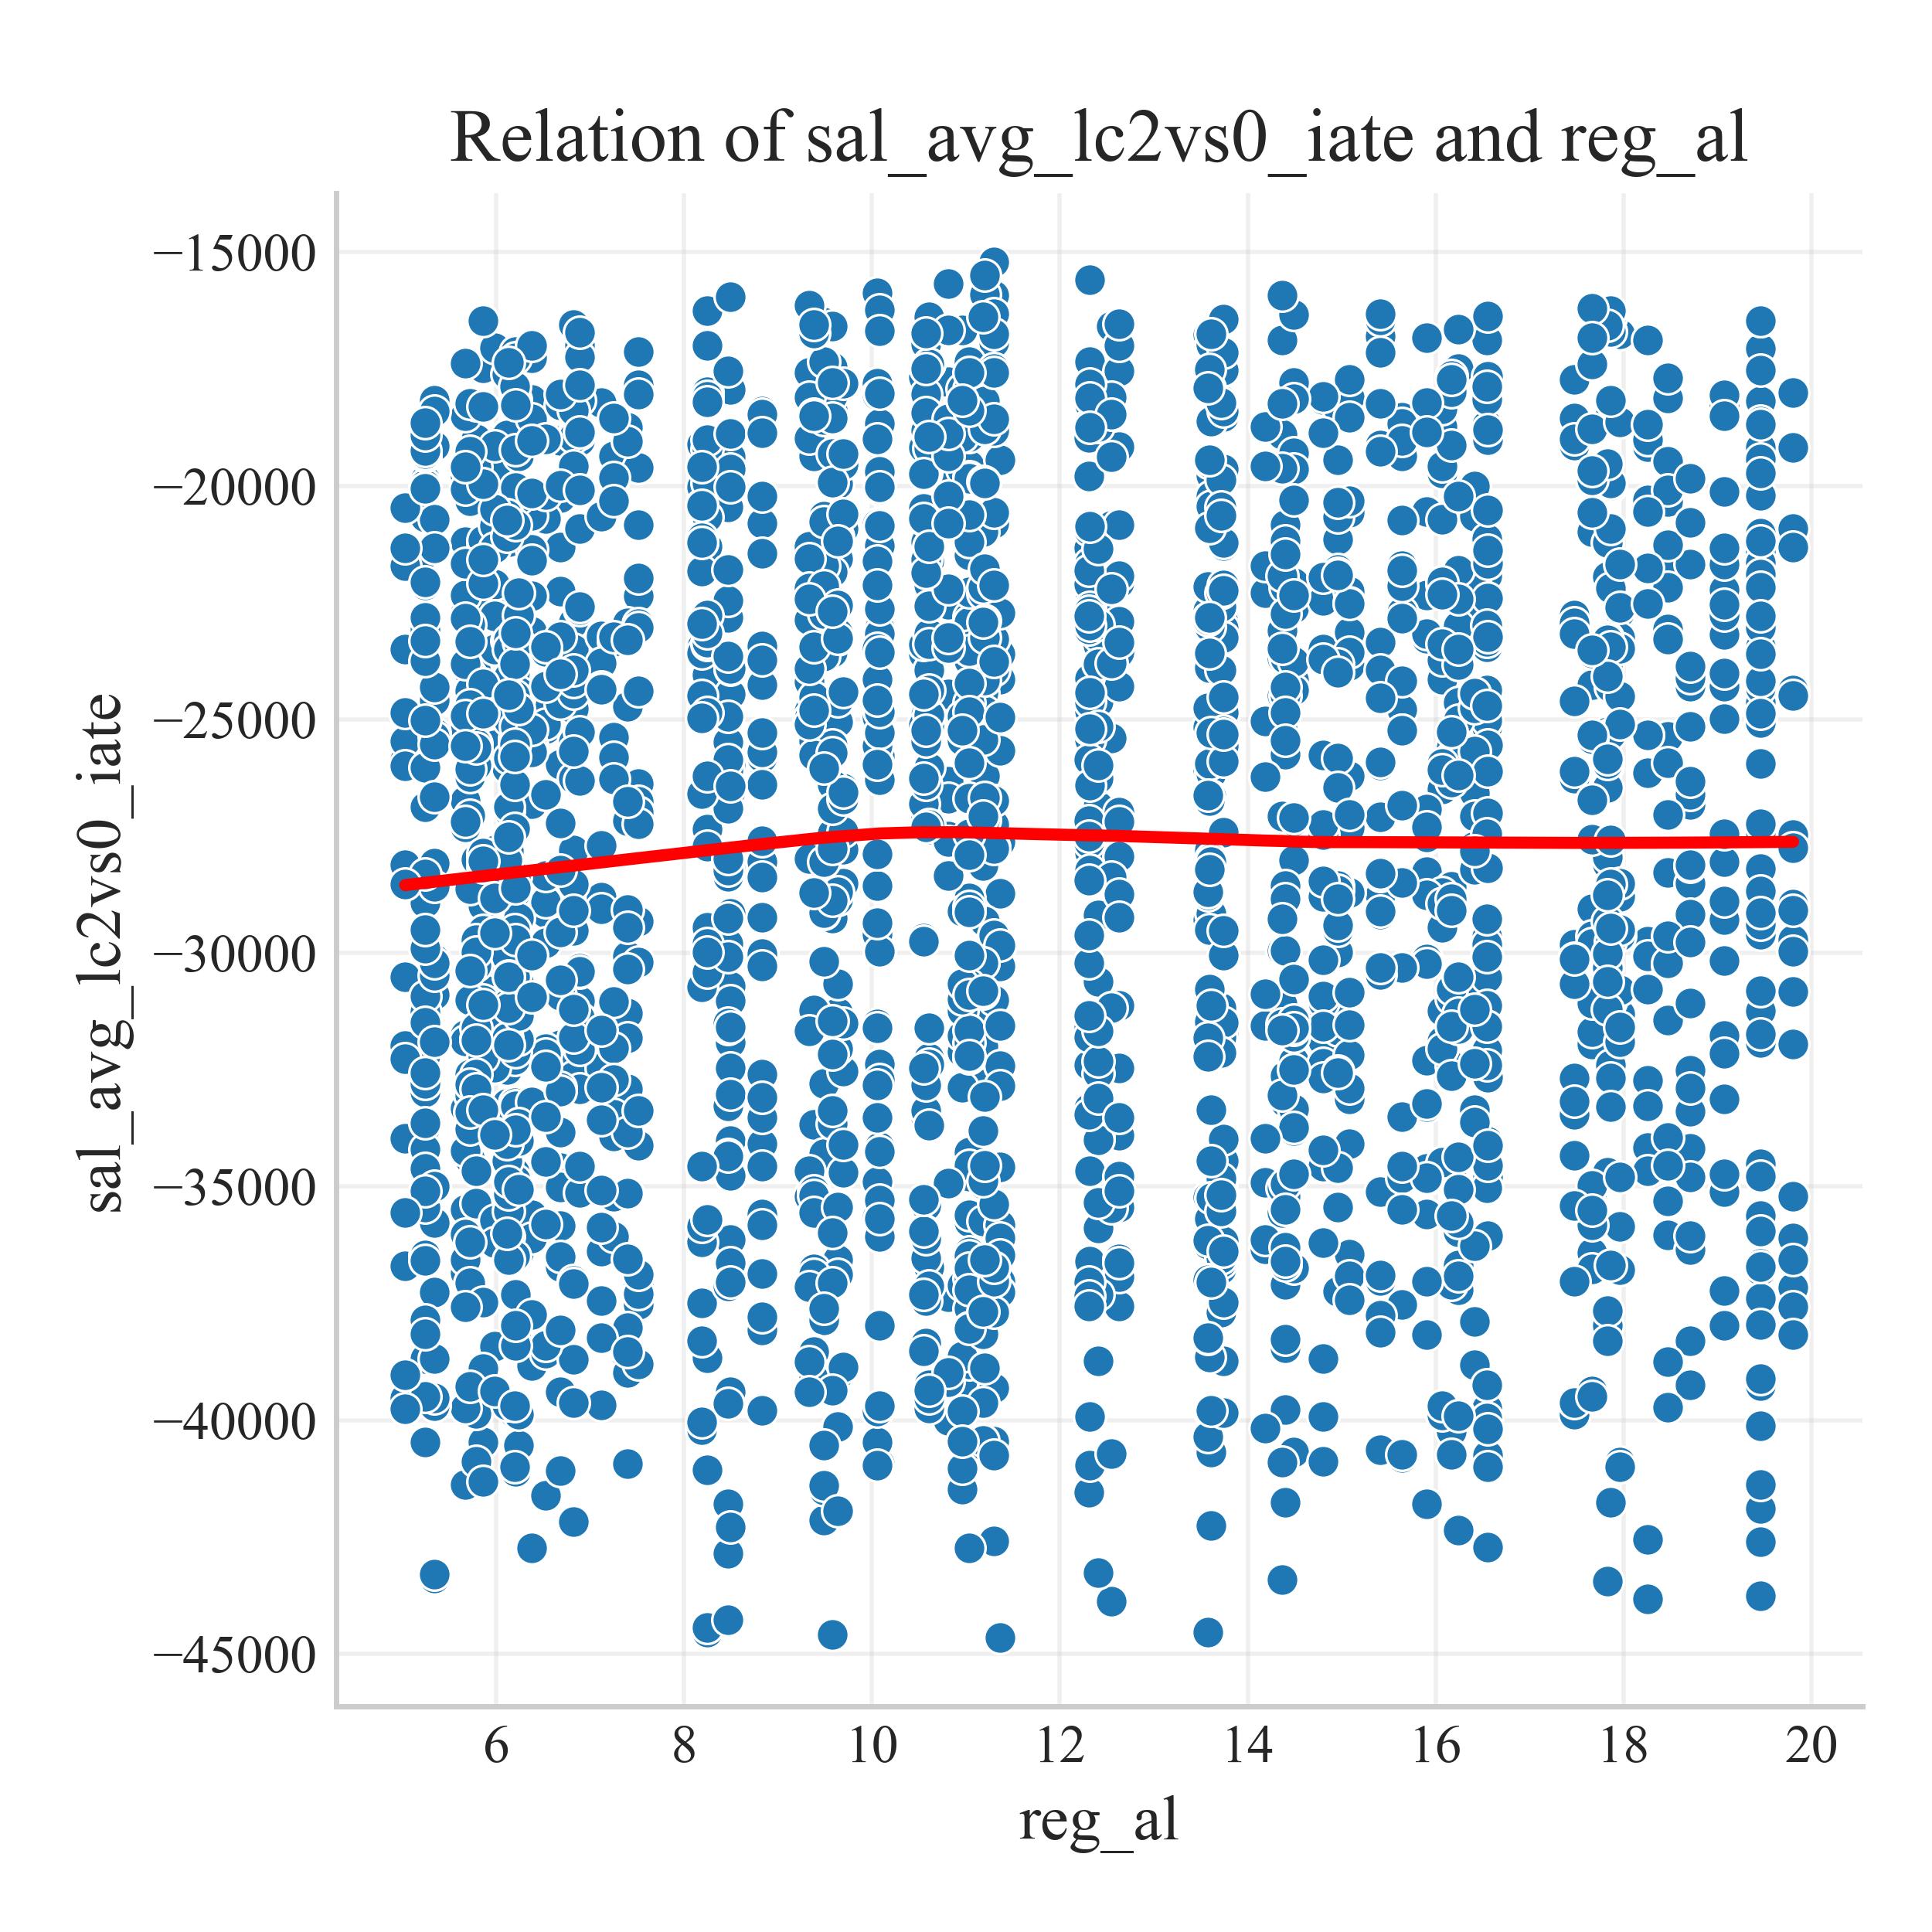 Relation of sal_avg_lc2vs0_iate and reg_al
−15000
−20000
−25000
−30000
−35000
−40000
−45000
sal_avg_lc2vs0_iate
6 8 10 12 14 16 18 20
reg_al